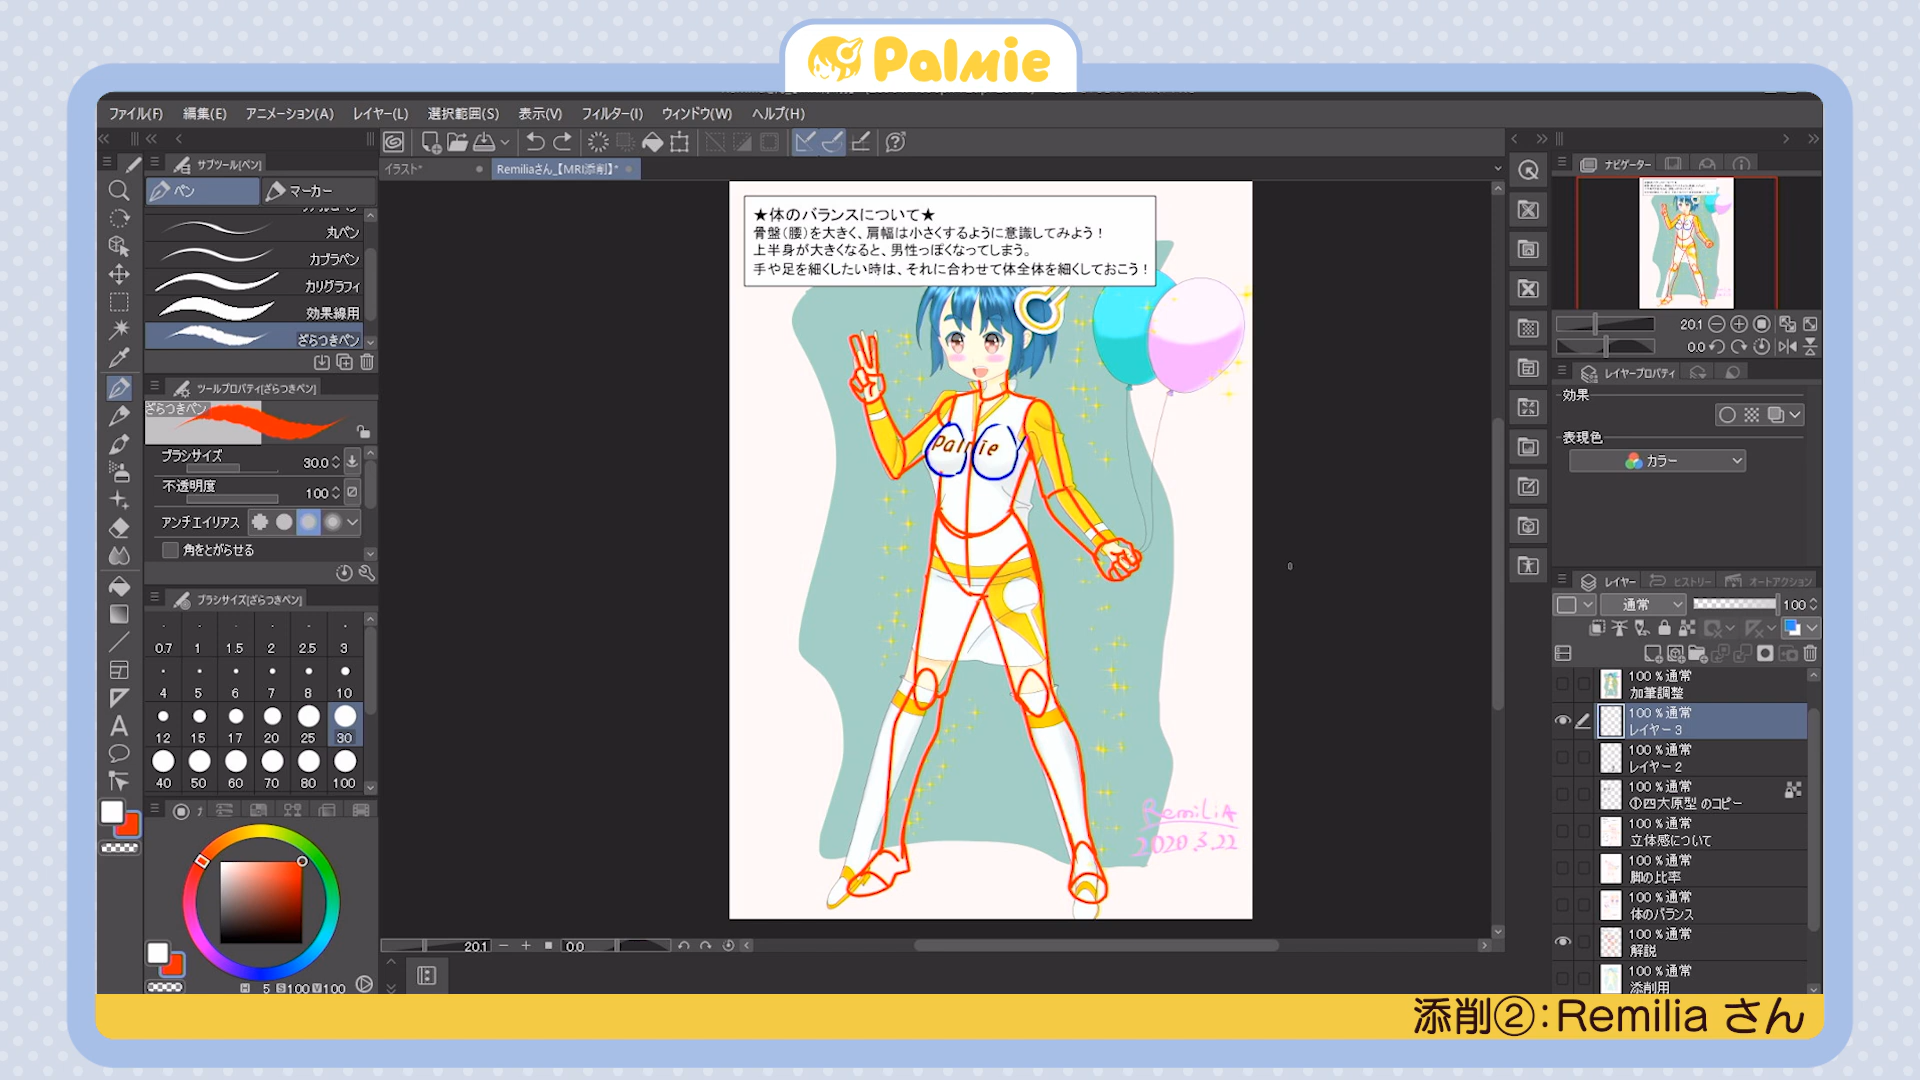 Palmie
ファイル(F) 編集(E) アニメーション(A) レイヤー(L) 選択範囲(S) 表示(V) フィルター(I) ウィンドウ(W) ヘルプ(H)
サブツール[ペン]
ペン
マーカー
丸ペン
カブラペン
カリグラフィ
効果線用
ざらつきペン
ツールプロパティ[ざらつきペン]
ざらつきペン
ブラシサイズ 30.0
不透明度 100
アンチエイリアス
角をとがらせる
ブラシサイズ[ざらつきペン]
0.7 1 1.5 2 2.5 3
4 5 6 7 8 10
12 15 17 20 25 30
40 50 60 70 80 100
H 5 S 100 V 100
イラスト*
Remiliaさん_【MRI添削】*
★体のバランスについて★
骨盤(腰)を大きく、肩幅は小さくするように意識してみよう！
上半身が大きくなると、男性っぽくなってしまう。
手や足を細くしたい時は、それに合わせて体全体を細くしておこう！
Palmie
RemiliA
2020.3.22
20.1 0.0
ナビゲーター
20.1
0.0
レイヤープロパティ
効果
表現色
カラー
レイヤー ヒストリー オートアクション
通常 100
100 %通常
加筆調整
100 %通常
レイヤー 3
100 %通常
レイヤー 2
100 %通常
①四大原型 のコピー
100 %通常
立体感について
100 %通常
脚の比率
100 %通常
体のバランス
100 %通常
解説
100 %通常
添削用
添削②:Remilia さん